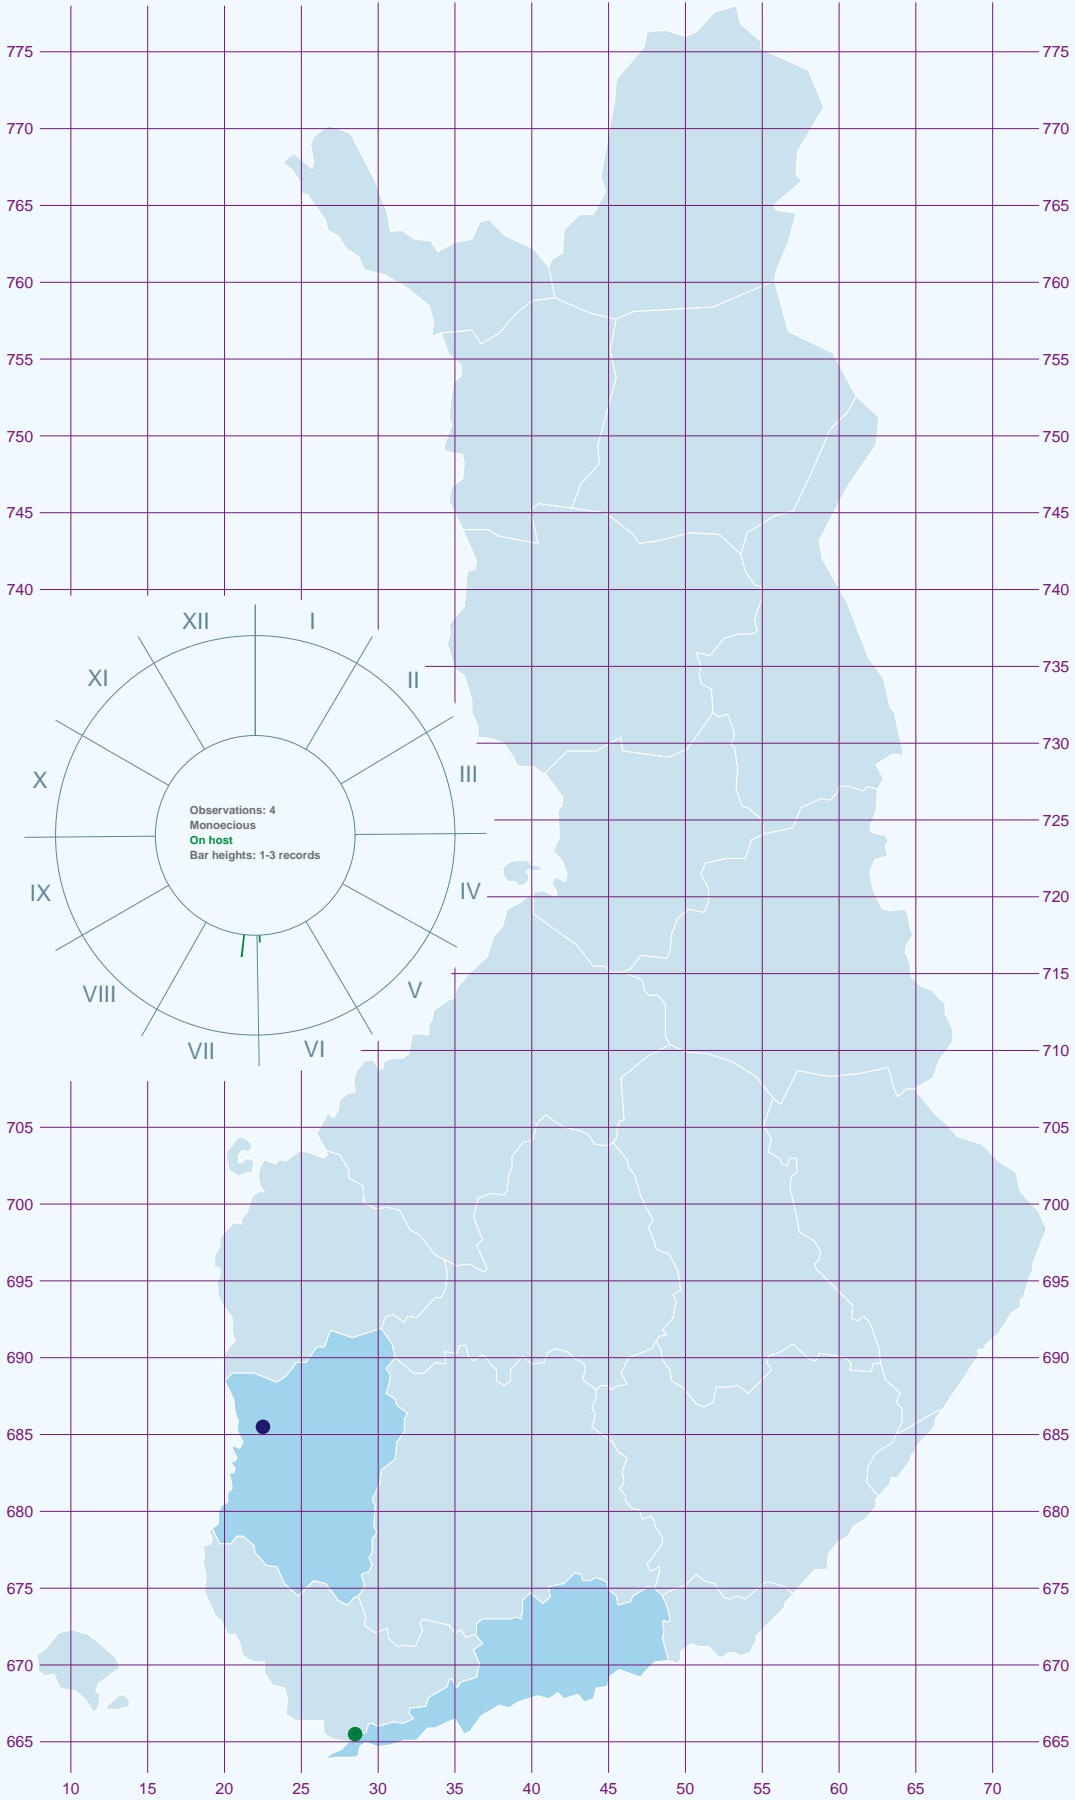 775 775
770 770
765 765
760 760
755 755
750 750
745 745
740 740
XII I
735
XI II
730
X III
Observations: 4
Monoecious
On host
Bar heights: 1-3 records
725
IX IV
720
VIII V
715
VII VI
710
705 705
700 700
695 695
690 690
685 685
680 680
675 675
670 670
665 665
10 15 20 25 30 35 40 45 50 55 60 65 70